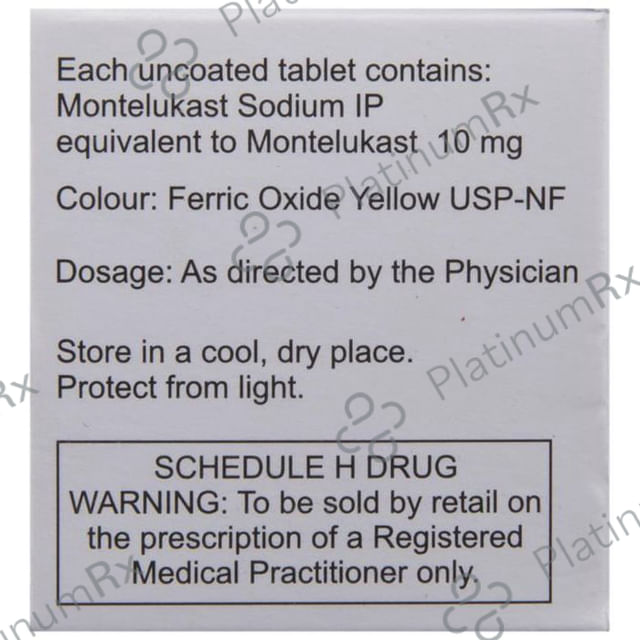 Each uncoated tablet contains:
Montelukast Sodium IP
equivalent to Montelukast 10 mg
Colour: Ferric Oxide Yellow USP-NF
Dosage: As directed by the Physician
Store in a cool, dry place.
Protect from light.
SCHEDULE H DRUG
WARNING: To be sold by retail on
the prescription of a Registered
Medical Practitioner only.
PlatinumRx
PlatinumRx